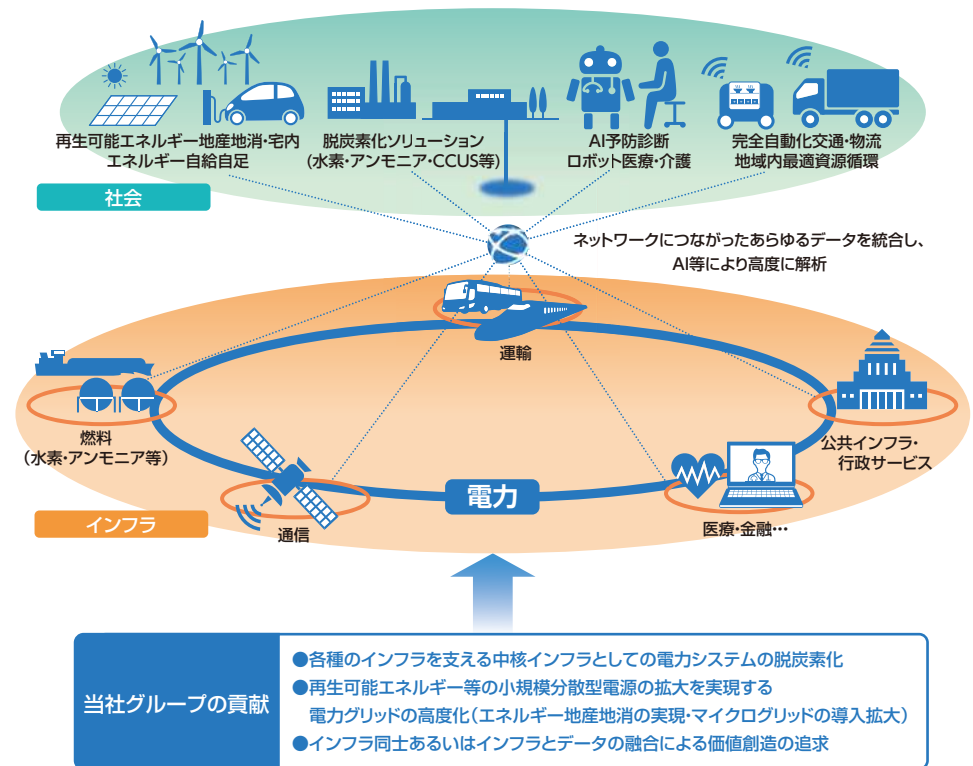 再生可能エネルギー地産地消・宅内
エネルギー自給自足
脱炭素化ソリューション
(水素・アンモニア・CCUS等)
AI予防診断
ロボット医療・介護
完全自動化交通・物流
地域内最適資源循環
社会
ネットワークにつながったあらゆるデータを統合し、
AI等により高度に解析
運輸
燃料
(水素・アンモニア等)
公共インフラ・
行政サービス
電力
通信
医療・金融…
インフラ
当社グループの貢献
●各種のインフラを支える中核インフラとしての電力システムの脱炭素化
●再生可能エネルギー等の小規模分散型電源の拡大を実現する
電力グリッドの高度化(エネルギー地産地消の実現・マイクログリッドの導入拡大)
●インフラ同士あるいはインフラとデータの融合による価値創造の追求